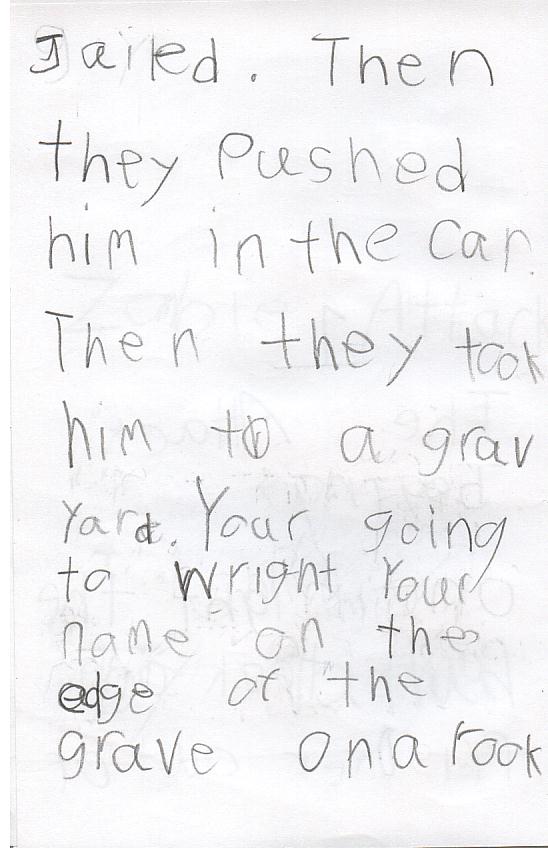 Jailed. Then
they Pushed
him in the Car.
Then they took
him to a grav
Yard. Your going
to wright Your
name on the
edge of the
grave on a rook